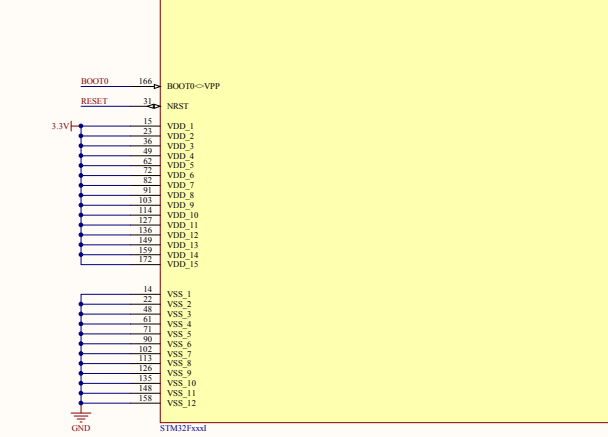 BOOT0 166 BOOT0<>VPP
RESET 31 NRST
3.3V 15 VDD_1
23 VDD_2
36 VDD_3
49 VDD_4
62 VDD_5
72 VDD_6
82 VDD_7
91 VDD_8
103 VDD_9
114 VDD_10
127 VDD_11
136 VDD_12
149 VDD_13
159 VDD_14
172 VDD_15
14 VSS_1
22 VSS_2
48 VSS_3
61 VSS_4
71 VSS_5
90 VSS_6
102 VSS_7
113 VSS_8
126 VSS_9
135 VSS_10
148 VSS_11
158 VSS_12
GND STM32FxxxI